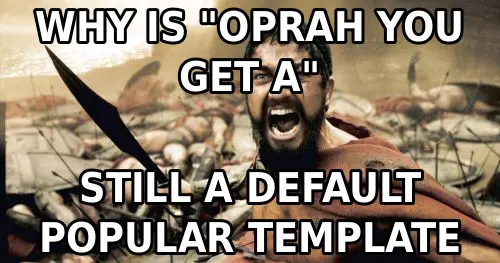 WHY IS "OPRAH YOU
GET A"
STILL A DEFAULT
POPULAR TEMPLATE